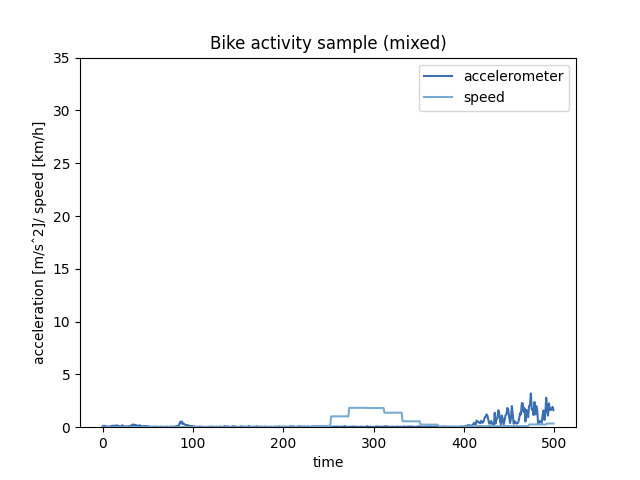 Bike activity sample (mixed)
accelerometer
speed
acceleration [m/sˆ2]/ speed [km/h]
35
30
25
20
15
10
5
0
0 100 200 300 400 500
time